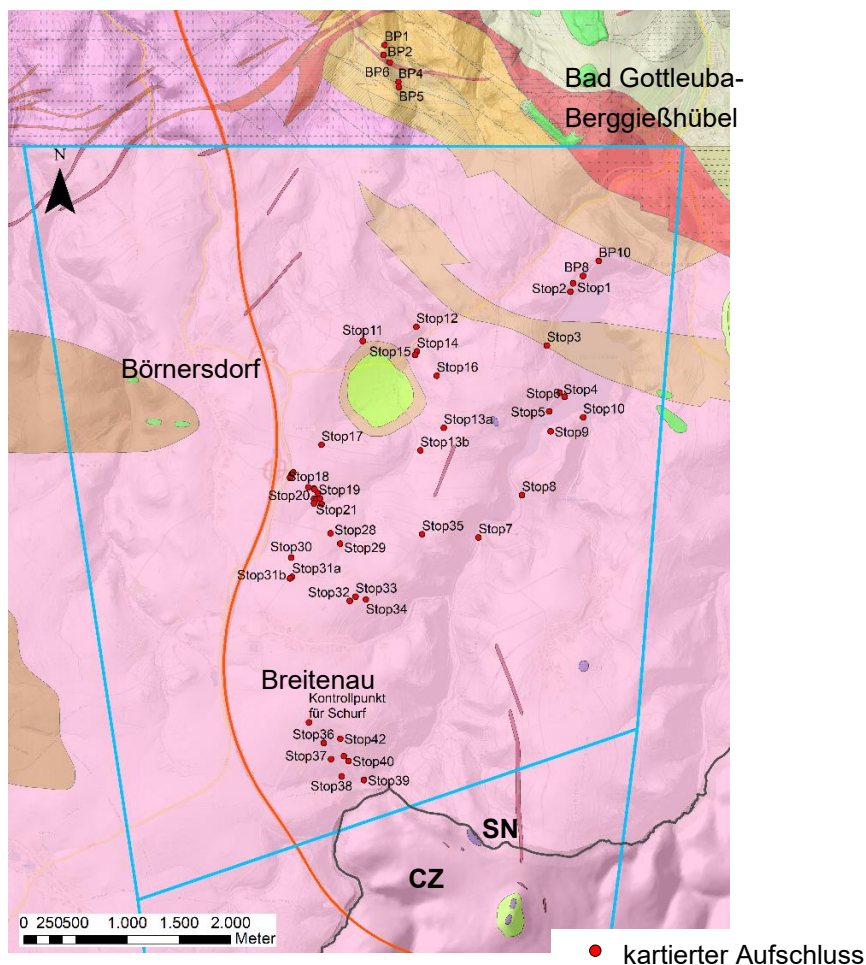 BP1
BP2
BP6
BP4
BP5
Bad Gottleuba-
Berggießhübel
N
BP10
BP8
Stop2
Stop1
Stop12
Stop11
Stop14
Stop15
Stop3
Börnersdorf
Stop16
Stop6
Stop4
Stop5
Stop10
Stop13a
Stop9
Stop17
Stop13b
Stop18
Stop19
Stop20
Stop8
Stop21
Stop28
Stop35
Stop7
Stop29
Stop30
Stop31a
Stop31b
Stop33
Stop32
Stop34
Breitenau
Kontrollpunkt
für Schurf
Stop36
Stop42
Stop37
Stop40
Stop38
Stop39
SN
CZ
0 250500 1.000 1.500 2.000
Meter
kartierter Aufschluss